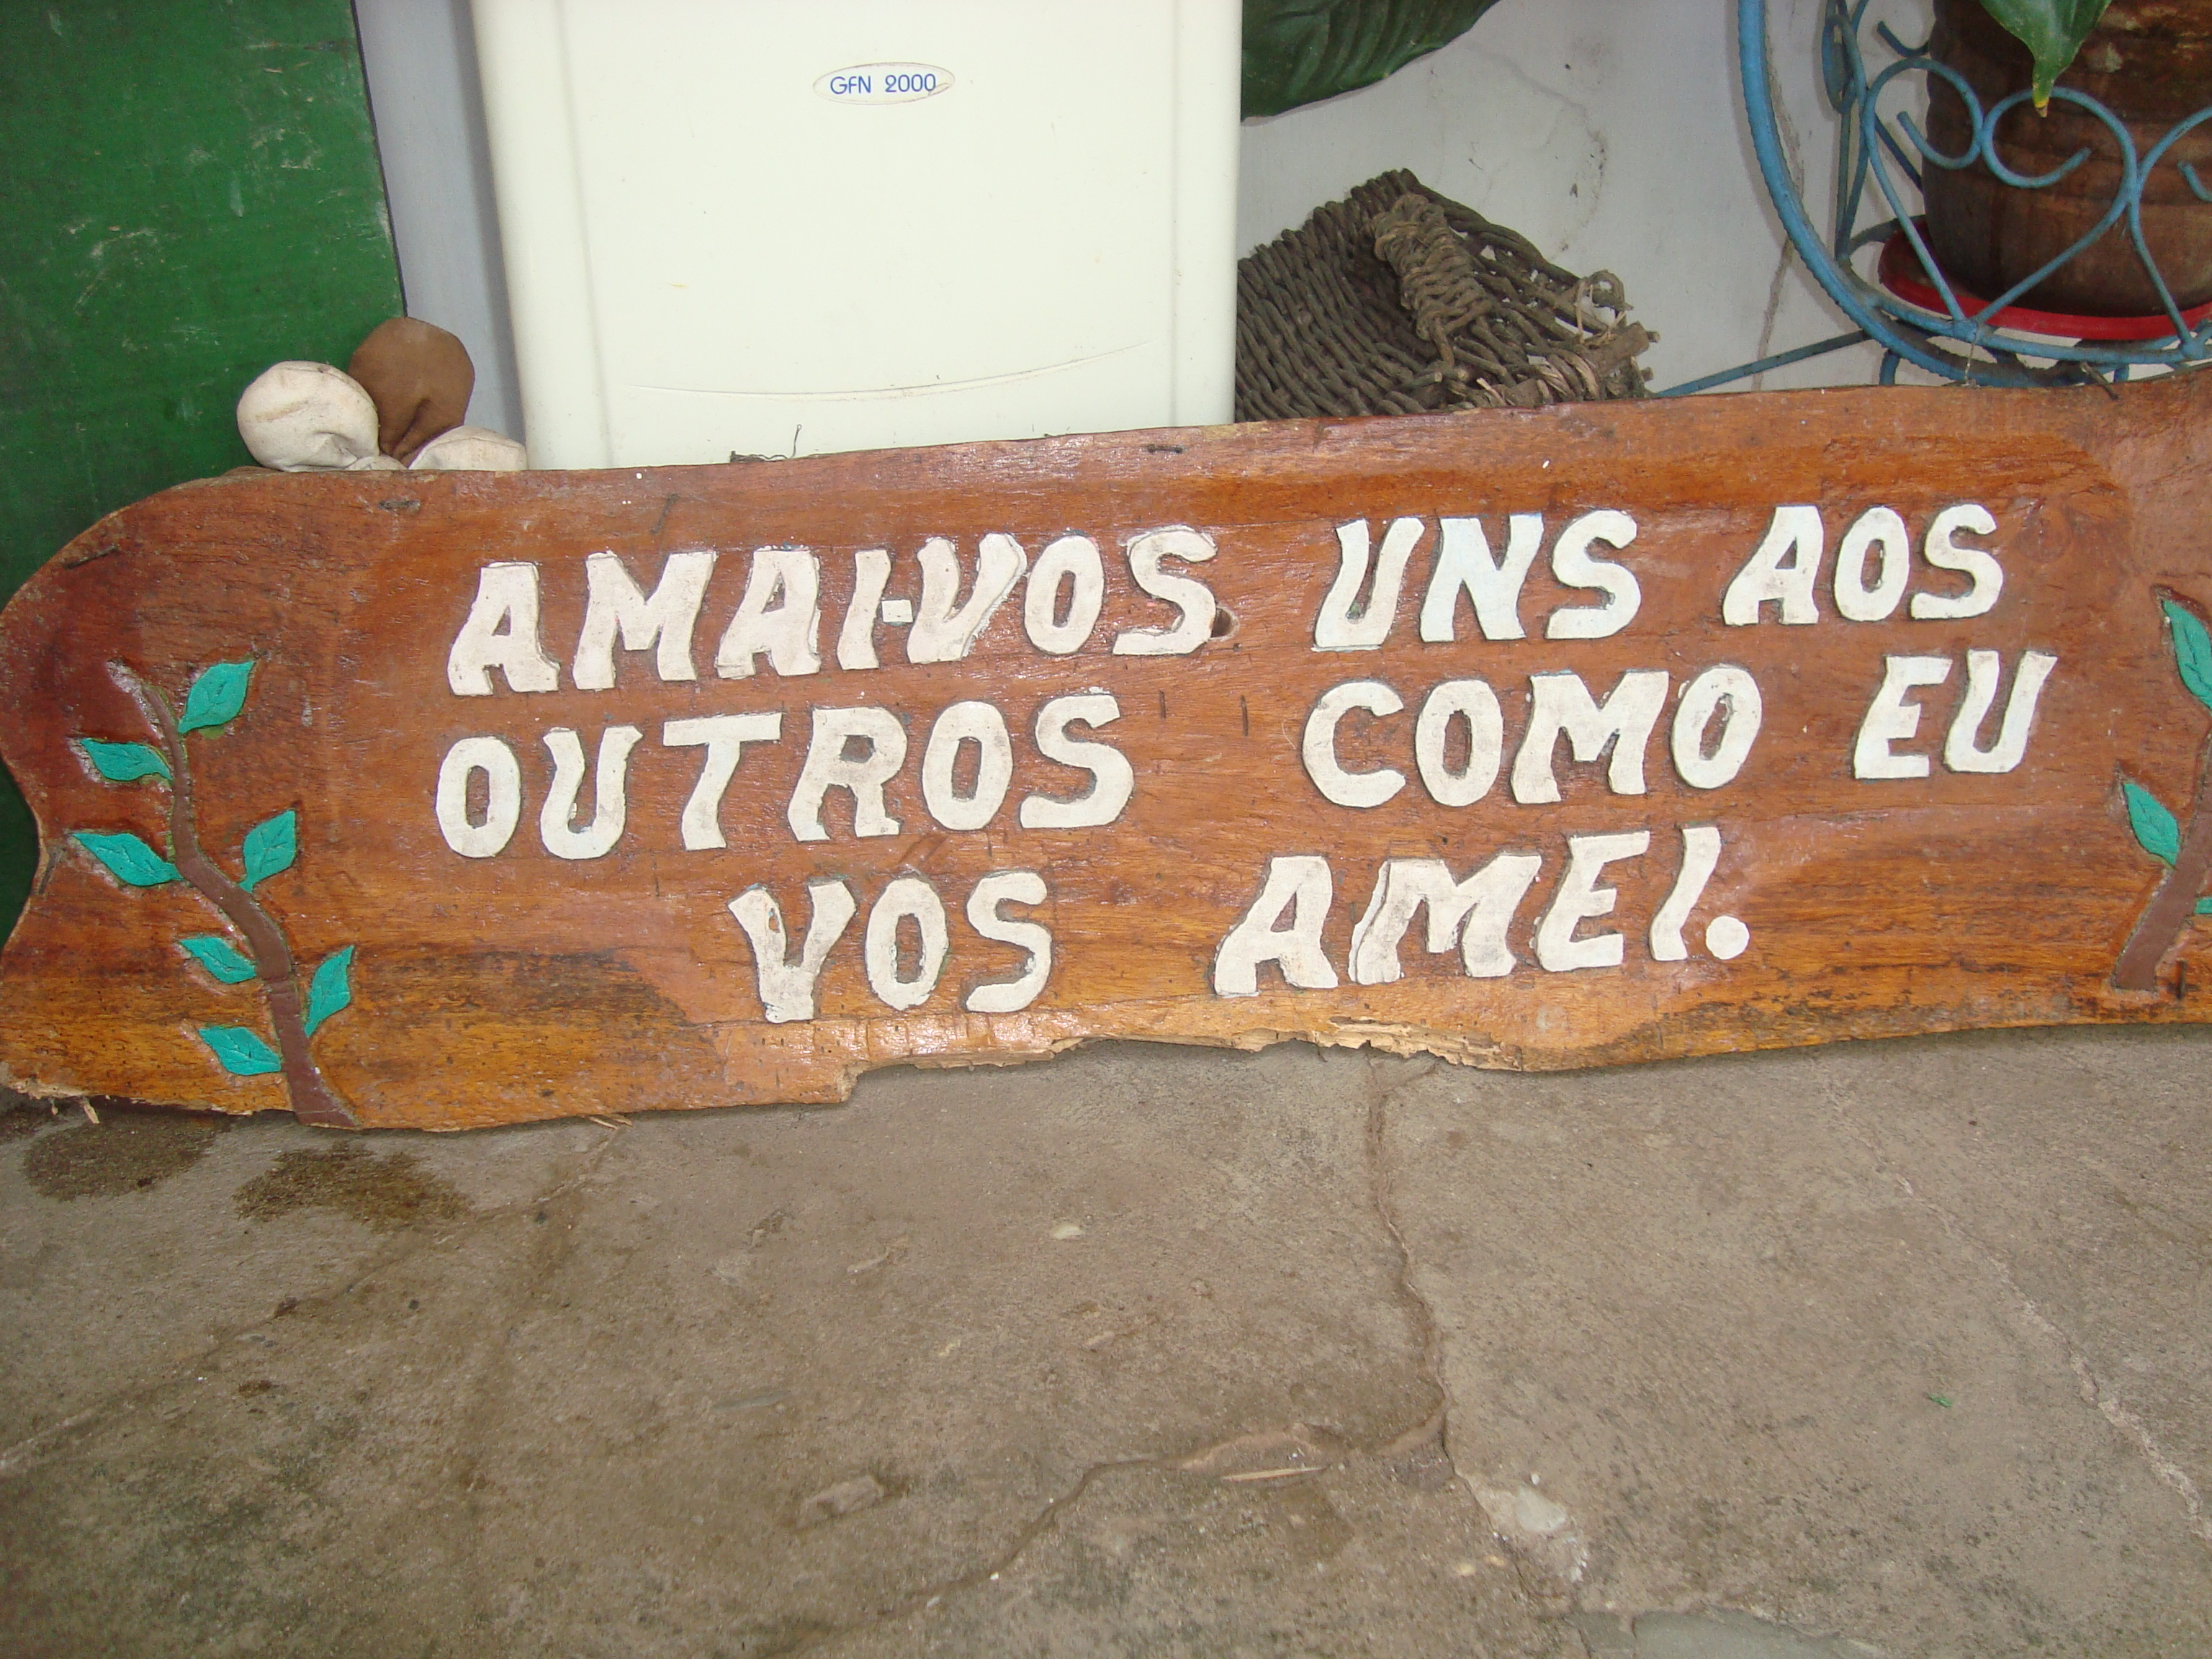 GFN 2000
AMAI-VOS UNS AOS
OUTROS COMO EU
VOS AMEI.